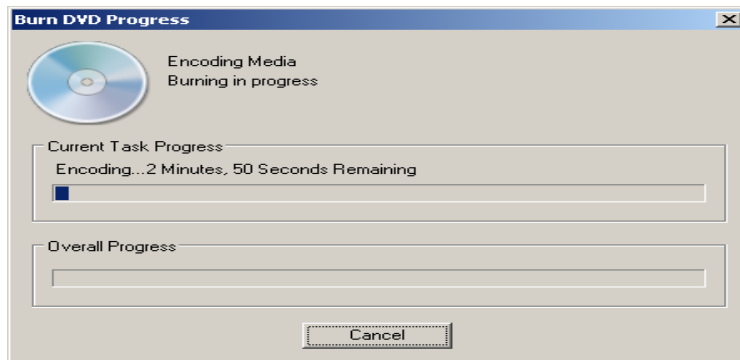 Burn DVD Progress
Encoding Media
Burning in progress
Current Task Progress
Encoding...2 Minutes, 50 Seconds Remaining
Overall Progress
Cancel